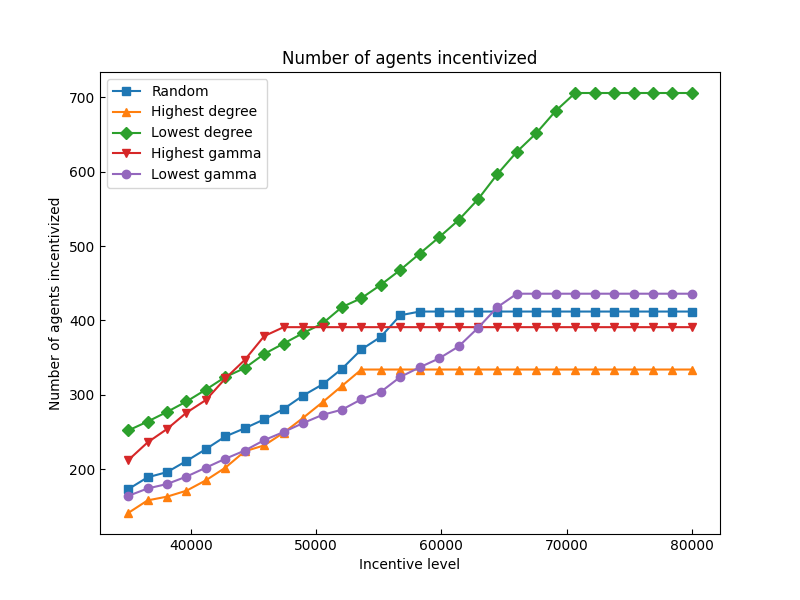 Number of agents incentivized
Random
Highest degree
Lowest degree
Highest gamma
Lowest gamma
700
600
500
400
300
200
Number of agents incentivized
40000 50000 60000 70000 80000
Incentive level